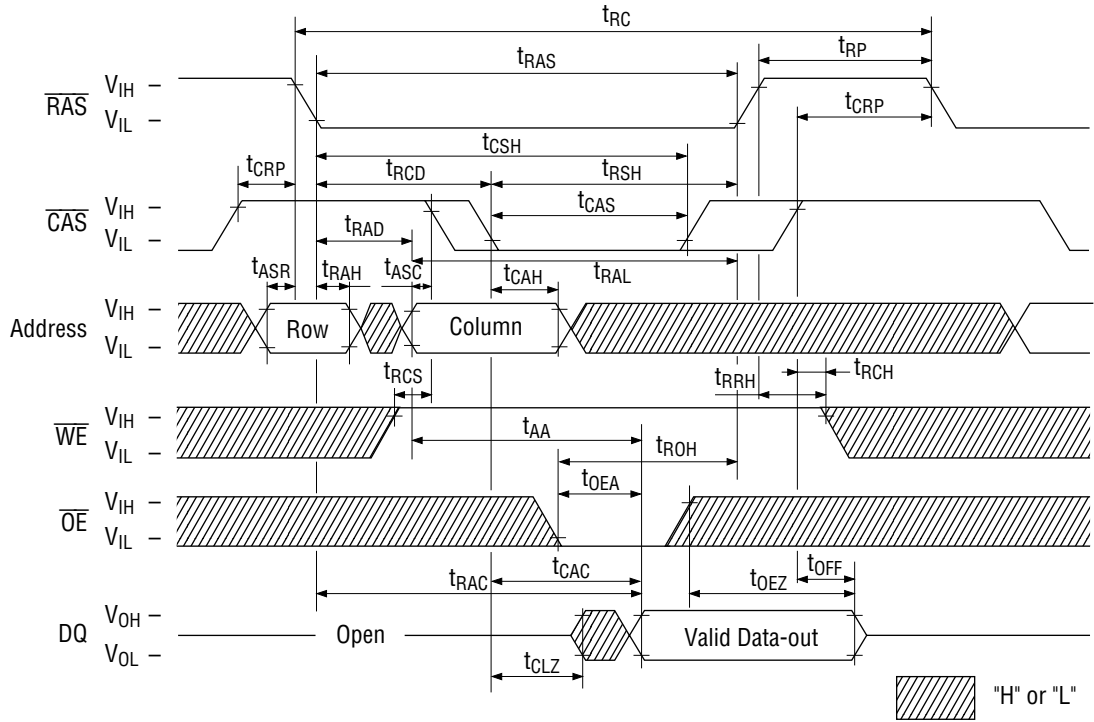 tRC
tRAS
tRP
RAS
VIH –
VIL –
tCRP
tCSH
tCRP
tRCD
tRSH
CAS
VIH –
VIL –
tCAS
tRAD
tRAL
tASR
tRAH
tASC
tCAH
Address
VIH –
VIL –
Row
Column
tRCS
tRRH
tRCH
WE
VIH –
VIL –
tAA
tROH
tOEA
OE
VIH –
VIL –
tCAC
tOFF
tRAC
tOEZ
DQ
VOH –
VOL –
Open
Valid Data-out
tCLZ
"H" or "L"